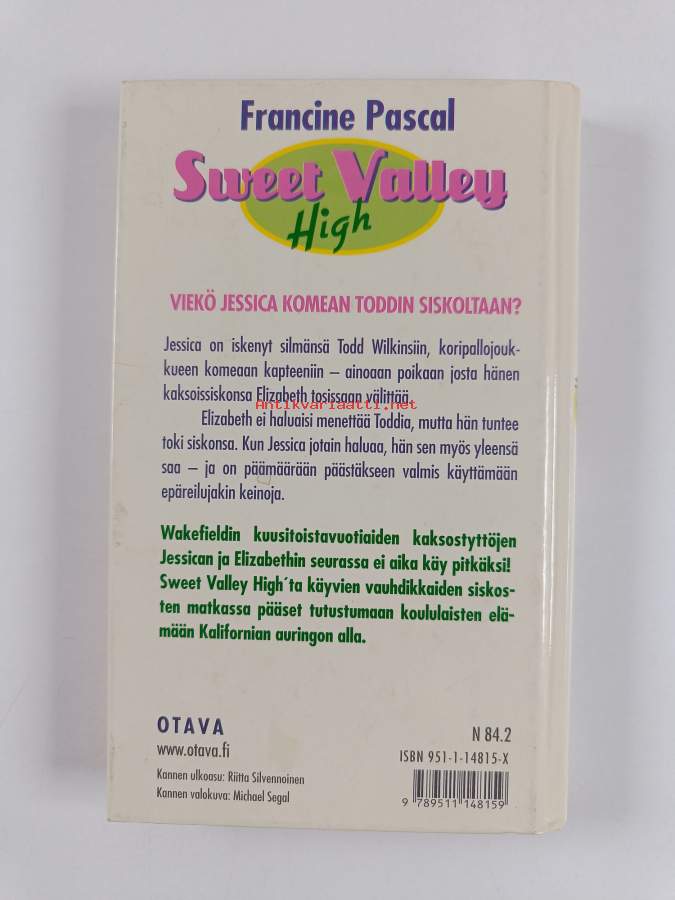 Francine Pascal
Sweet Valley
High
VIEKÖ JESSICA KOMEAN TODDIN SISKOLTAAN?
Jessica on iskenyt silmänsä Todd Wilkinsiin, koripallojouk-
kueen komeaan kapteeniin – ainoaan poikaan josta hänen
kaksoissiskonsa Elizabeth tosissaan välittää.
Antikvariaatti.net
Elizabeth ei haluaisi menettää Toddia, mutta hän tuntee
toki siskonsa. Kun Jessica jotain haluaa, hän sen myös yleensä
saa – ja on päämäärään päästäkseen valmis käyttämään
epäreilujakin keinoja.
Wakefieldin kuusitoistavuotiaiden kaksostyttöjen
Jessican ja Elizabethin seurassa ei aika käy pitkäksi!
Sweet Valley High´ta käyvien vauhdikkaiden siskos-
ten matkassa pääset tutustumaan koululaisten elä-
mään Kalifornian auringon alla.
OTAVA
www.otava.fi
Kannen ulkoasu: Riitta Silvennoinen
Kannen valokuva: Michael Segal
N 84.2
ISBN 951-1-14815-X
9 789511 148159